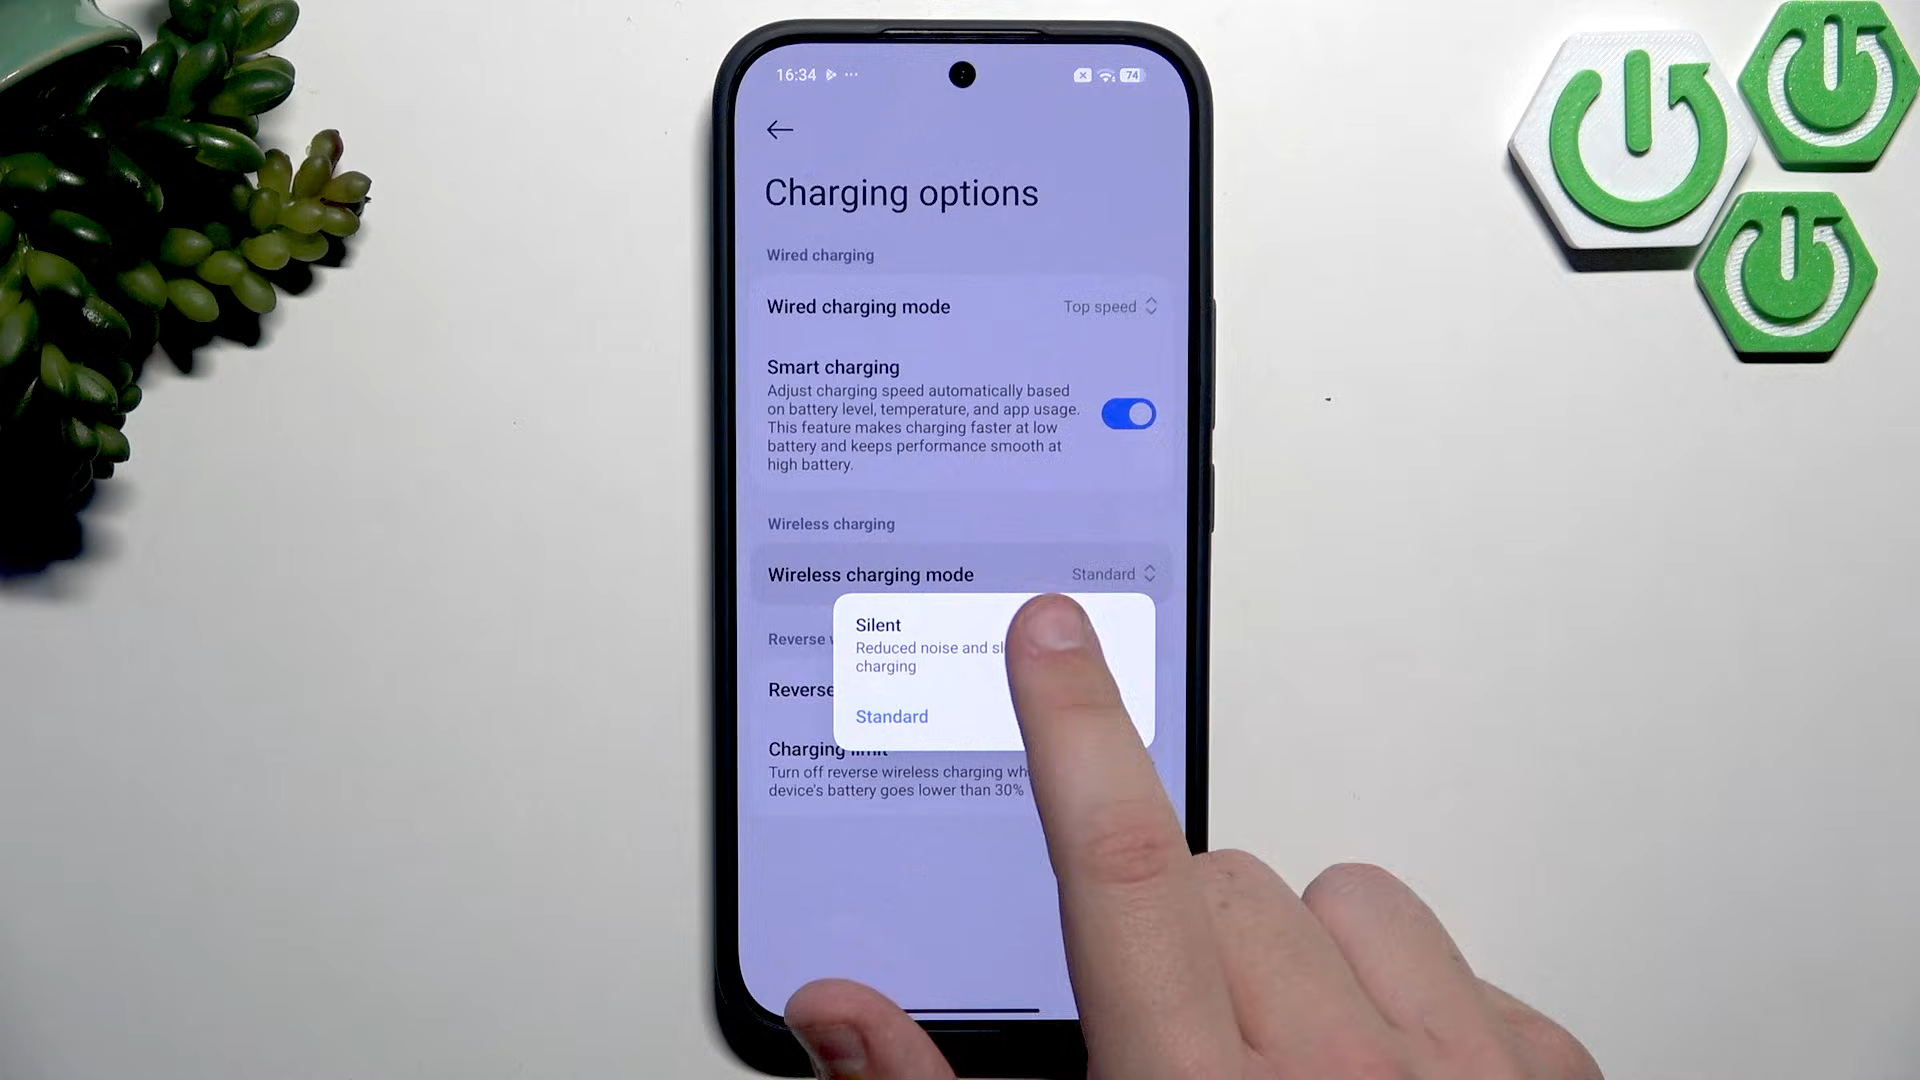 16:34
74
Charging options
Wired charging
Wired charging mode
Top speed
Smart charging
Adjust charging speed automatically based
on battery level, temperature, and app usage.
This feature makes charging faster at low
battery and keeps performance smooth at
high battery.
Wireless charging
Wireless charging mode
Standard
Silent
Reduced noise and
charging
Reverse
Reverse
Standard
Charging limit
Turn off reverse wireless charging
device's battery goes lower than 30%